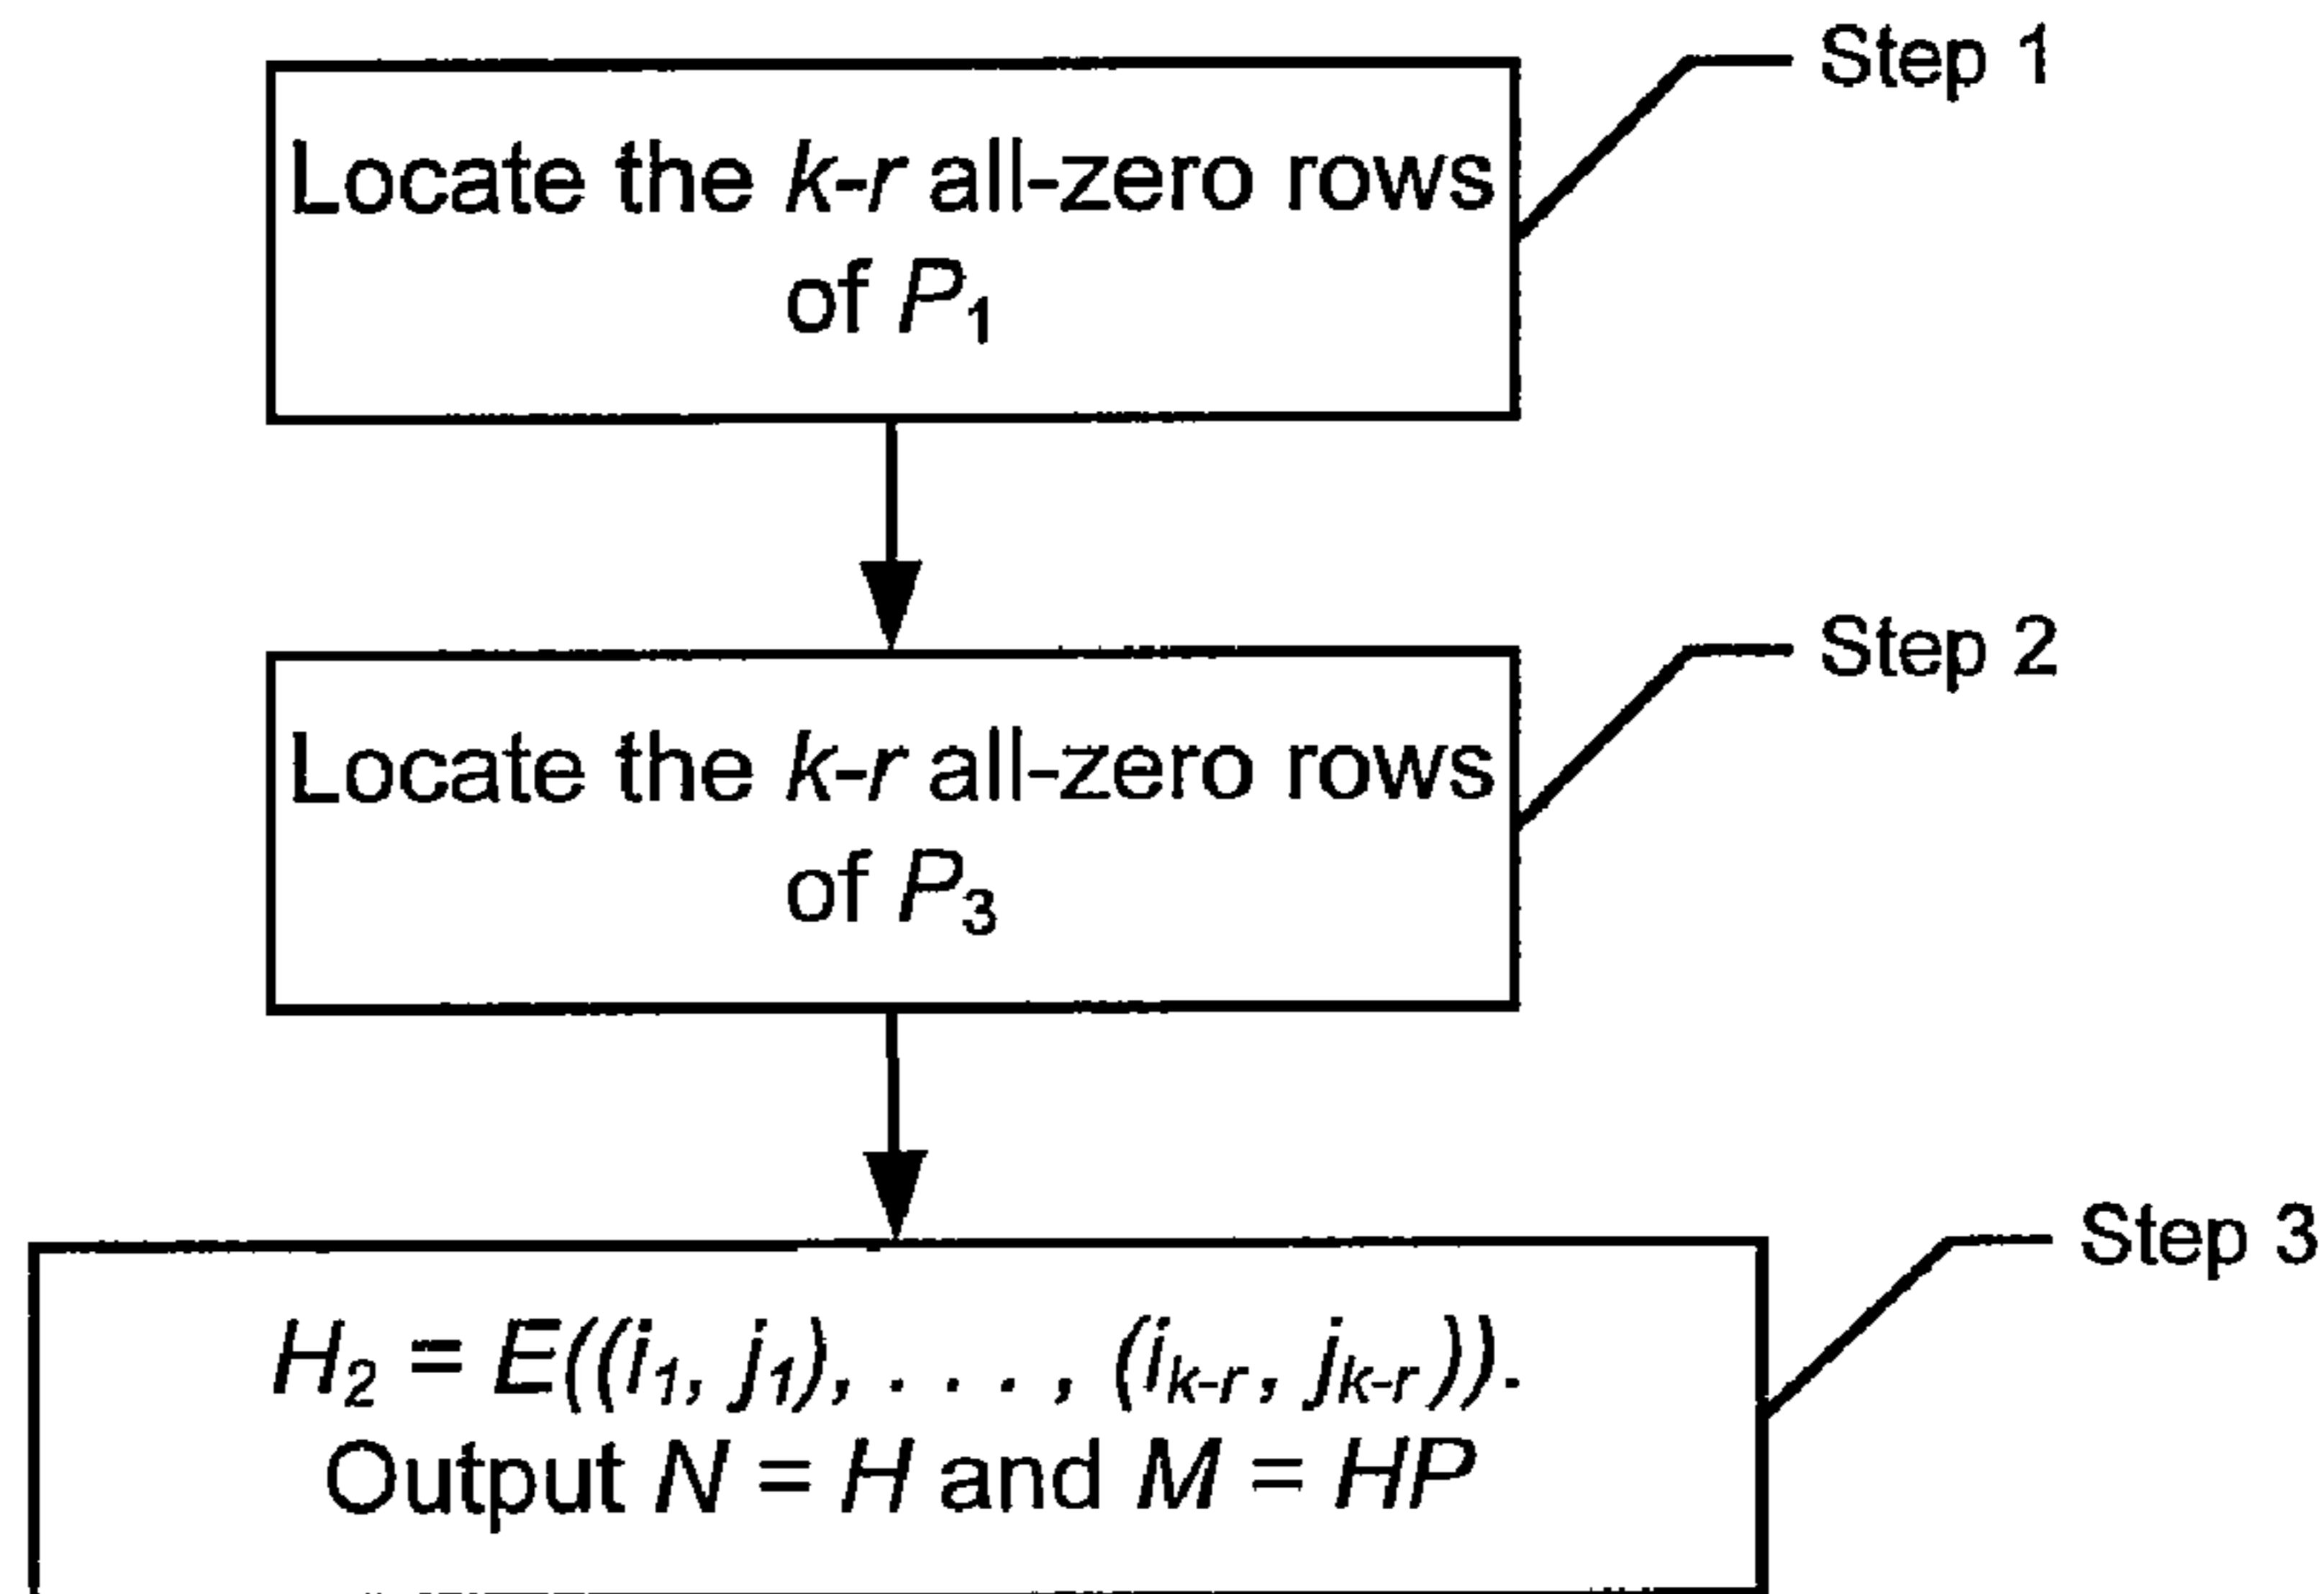 Step 1
Locate the k-r all-zero rows
of P₁
Step 2
Locate the k-r all-zero rows
of P₃
Step 3
H₂ = E((i₁, j₁), . . . , (iₖ₋ᵣ, jₖ₋ᵣ)).
Output N = H and M = HP